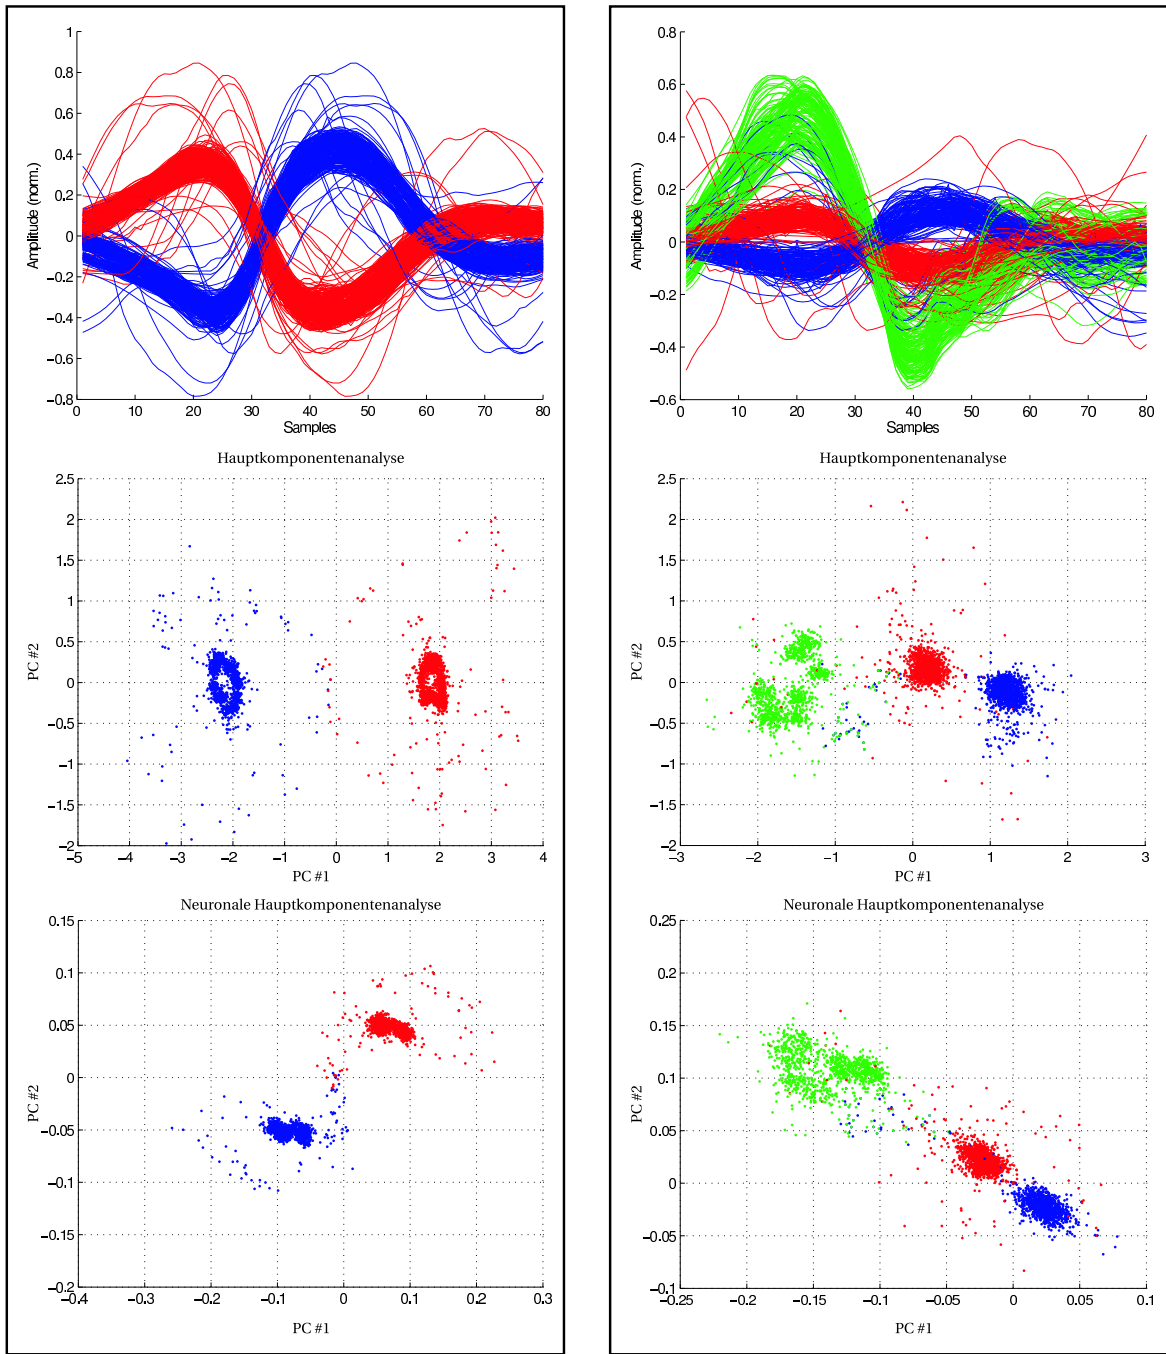 1
0.8
0.6
0.4
0.2
0
−0.2
−0.4
−0.6
−0.8
Amplitude (norm.)
0 10 20 30 40 50 60 70 80
Samples
Hauptkomponentenanalyse
2.5
2
1.5
1
0.5
0
−0.5
−1
−1.5
−2
PC #2
−5 −4 −3 −2 −1 0 1 2 3 4
PC #1
Neuronale Hauptkomponentenanalyse
0.15
0.1
0.05
0
−0.05
−0.1
−0.15
−0.2
PC #2
−0.4 −0.3 −0.2 −0.1 0 0.1 0.2 0.3
PC #1
0.8
0.6
0.4
0.2
0
−0.2
−0.4
−0.6
Amplitude (norm.)
0 10 20 30 40 50 60 70 80
Samples
Hauptkomponentenanalyse
2.5
2
1.5
1
0.5
0
−0.5
−1
−1.5
−2
PC #2
−3 −2 −1 0 1 2 3
PC #1
Neuronale Hauptkomponentenanalyse
0.25
0.2
0.15
0.1
0.05
0
−0.05
−0.1
PC #2
−0.25 −0.2 −0.15 −0.1 −0.05 0 0.05 0.1
PC #1